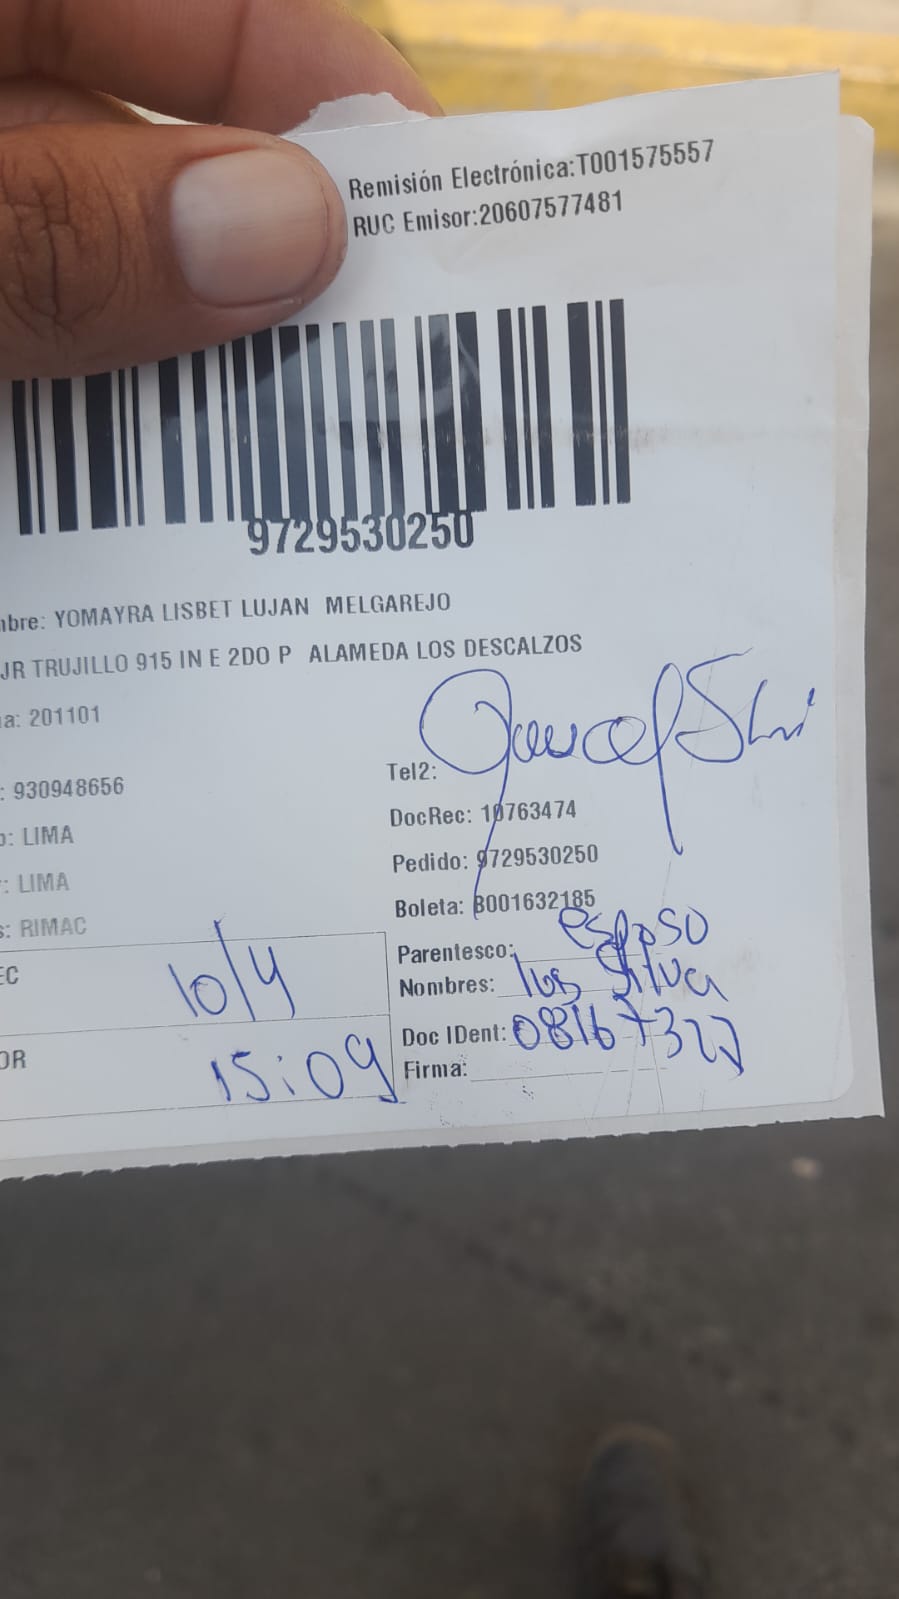 Remisión Electrónica:T001575557
RUC Emisor:20607577481
9729530250
mbre: YOMAYRA LISBET LUJAN MELGAREJO
JR TRUJILLO 915 IN E 2DO P ALAMEDA LOS DESCALZOS
a: 201101
Tel2:
: 930948656
DocRec: 10763474
o: LIMA
Pedido: 9729530250
: LIMA
Boleta: B001632185
s: RIMAC
Parentesco: esposo
EC 10/4
Nombres: Silva
Doc IDent: 08167327
OR 15:09
Firma: